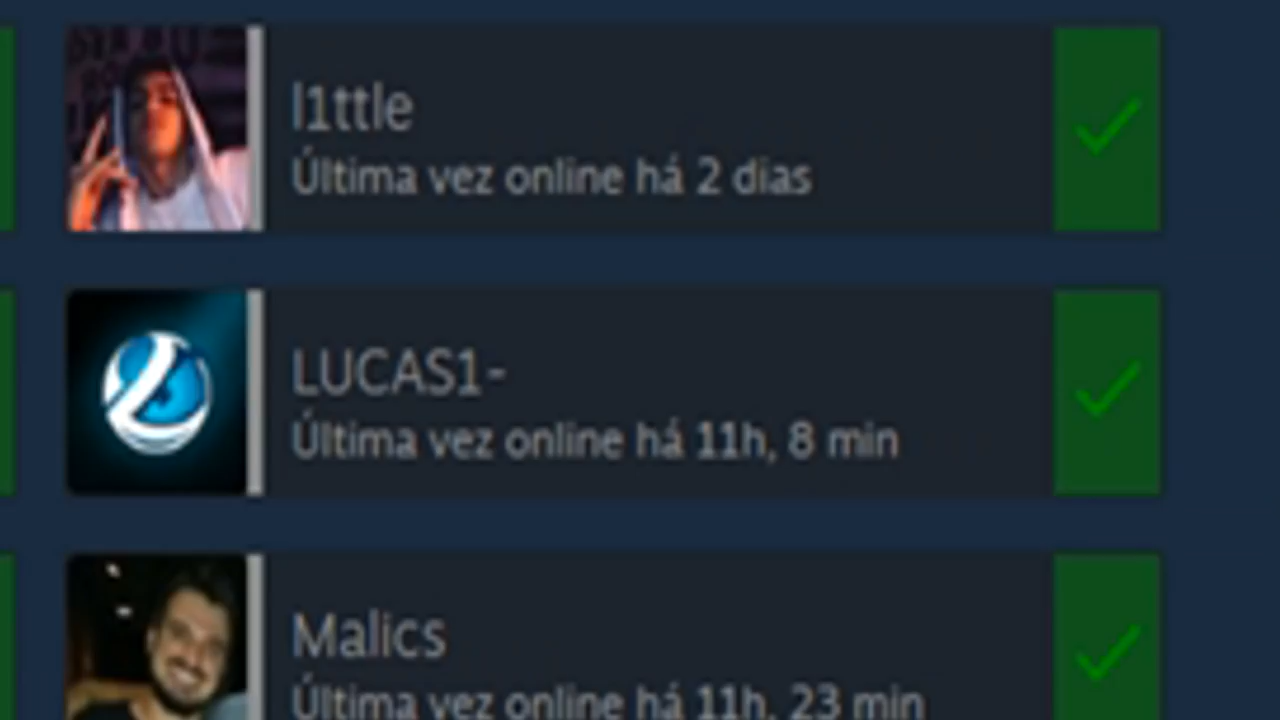 l1ttle
Última vez online há 2 dias
LUCAS1-
Última vez online há 11h, 8 min
Malics
Última vez online há 11h, 23 min